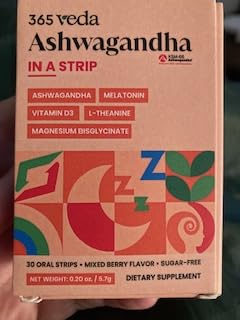 365 veda
Ashwagandha
IN A STRIP
KSM-66
Ashwagandha
ASHWAGANDHA MELATONIN
VITAMIN D3 L-THEANINE
MAGNESIUM BISGLYCINATE
Z
Z
Z
30 ORAL STRIPS • MIXED BERRY FLAVOR • SUGAR-FREE
NET WEIGHT: 0.20 oz. / 5.7g DIETARY SUPPLEMENT